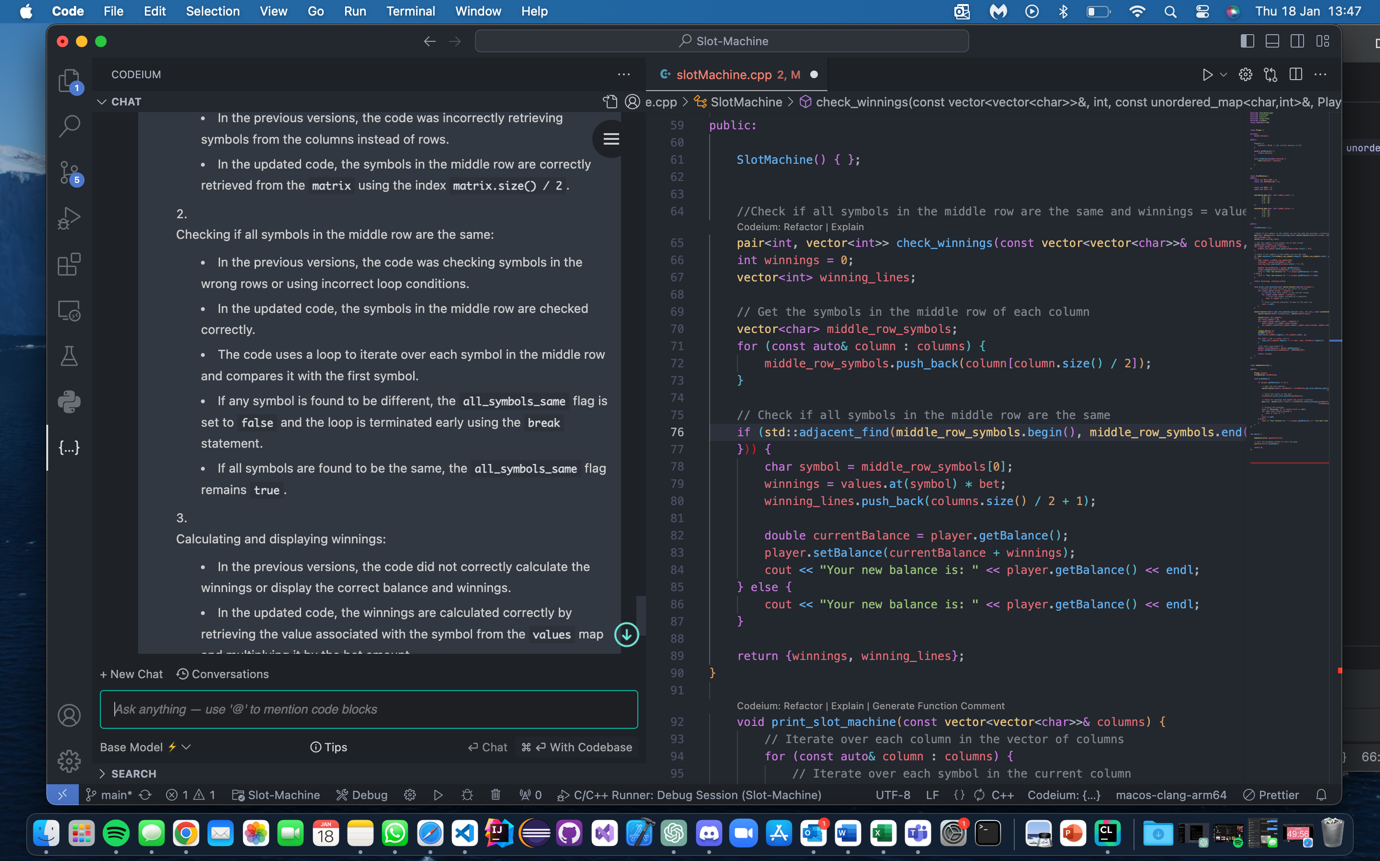 Code File Edit Selection View Go Run Terminal Window Help Thu 18 Jan 13:47
Slot-Machine
CODEIUM
CHAT
• In the previous versions, the code was incorrectly retrieving
symbols from the columns instead of rows.
• In the updated code, the symbols in the middle row are correctly
retrieved from the matrix using the index matrix.size() / 2 .
2.
Checking if all symbols in the middle row are the same:
• In the previous versions, the code was checking symbols in the
wrong rows or using incorrect loop conditions.
• In the updated code, the symbols in the middle row are checked
correctly.
• The code uses a loop to iterate over each symbol in the middle row
and compares it with the first symbol.
• If any symbol is found to be different, the all_symbols_same flag is
set to false and the loop is terminated early using the break
statement.
• If all symbols are found to be the same, the all_symbols_same flag
remains true .
3.
Calculating and displaying winnings:
• In the previous versions, the code did not correctly calculate the
winnings or display the correct balance and winnings.
• In the updated code, the winnings are calculated correctly by
retrieving the value associated with the symbol from the values map
and multiplying it by the bet amount.
+ New Chat Conversations
Ask anything — use '@' to mention code blocks
Base Model Tips Chat With Codebase
SEARCH
1
5
{...}
slotMachine.cpp 2, M
e.cpp > SlotMachine > check_winnings(const vector<vector<char>>&, int, const unordered_map<char,int>&, Play
59 public:
60
61 SlotMachine() { };
62
63
64 //Check if all symbols in the middle row are the same and winnings = value
Codeium: Refactor | Explain
65 pair<int, vector<int>> check_winnings(const vector<vector<char>>& columns,
66 int winnings = 0;
67 vector<int> winning_lines;
68
69 // Get the symbols in the middle row of each column
70 vector<char> middle_row_symbols;
71 for (const auto& column : columns) {
72 middle_row_symbols.push_back(column[column.size() / 2]);
73 }
74
75 // Check if all symbols in the middle row are the same
76 if (std::adjacent_find(middle_row_symbols.begin(), middle_row_symbols.end(
77 })) {
78 char symbol = middle_row_symbols[0];
79 winnings = values.at(symbol) * bet;
80 winning_lines.push_back(columns.size() / 2 + 1);
81
82 double currentBalance = player.getBalance();
83 player.setBalance(currentBalance + winnings);
84 cout << "Your new balance is: " << player.getBalance() << endl;
85 } else {
86 cout << "Your new balance is: " << player.getBalance() << endl;
87 }
88
89 return {winnings, winning_lines};
90 }
91
Codeium: Refactor | Explain | Generate Function Comment
92 void print_slot_machine(const vector<vector<char>>& columns) {
93 // Iterate over each column in the vector of columns
94 for (const auto& column : columns) {
95 // Iterate over each symbol in the current column
unorde
} 66:
main* 1 1 Slot-Machine Debug 0 C/C++ Runner: Debug Session (Slot-Machine) UTF-8 LF {} C++ Codeium: {...} macos-clang-arm64 Prettier
JAN
18
1
1
CL
49:56